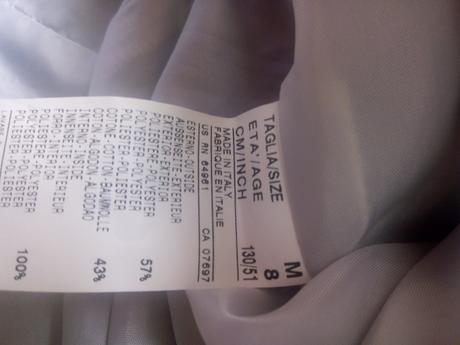 TAGLIA/SIZE M
ETA'/AGE 8
CM/INCH 130/51
MADE IN ITALY
FABRIQUE EN ITALIE
US RN 64961 CA 07697
ESTERNO-OUTSIDE
AUSSENSEITE-EXTERIEUR
EXTERIOR-EXTERIOR
POLIESTERE-POLYESTER
POLYESTER-POLYESTER
POLIESTER-POLIESTER 57%
COTONE-COTTON-BAUMWOLLE
COTON-ALGODON-ALGODAO 43%
INTERNO-INSIDE
INNENSEITE-INTERIEUR
FORRO-INTERIOR
POLIESTERE-POLYESTER
POLYESTER-POLYESTER
POLIESTER-POLIESTER 100%